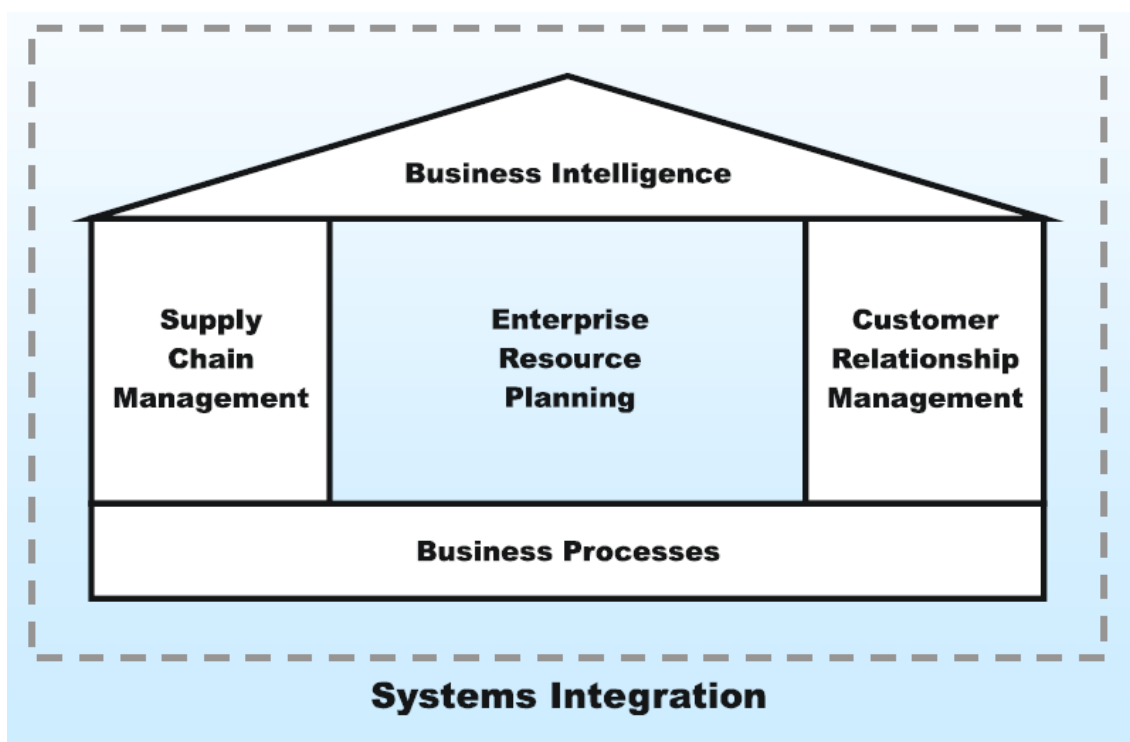 Business Intelligence
Supply
Chain
Management
Enterprise
Resource
Planning
Customer
Relationship
Management
Business Processes
Systems Integration